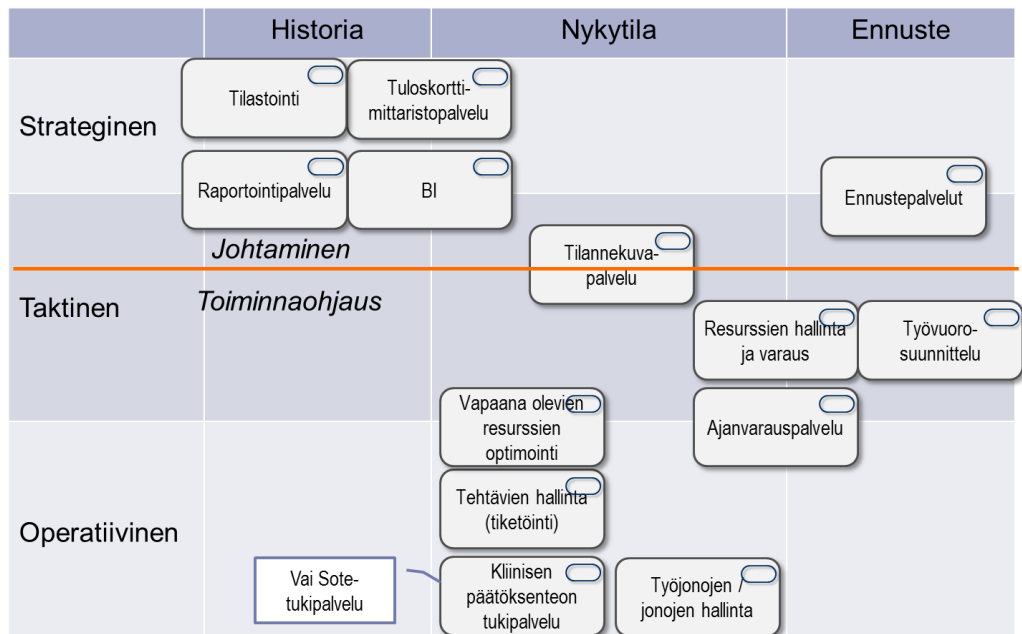 Historia
Nykytila
Ennuste
Strateginen
Tilastointi
Tuloskortti-
mittaristopalvelu
Raportointipalvelu
BI
Ennustepalvelut
Johtaminen
Tilannekuva-
palvelu
Taktinen
Toiminnaohjaus
Resurssien hallinta
ja varaus
Työvuoro-
suunnittelu
Vapaana olevien
resurssien
optimointi
Ajanvarauspalvelu
Operatiivinen
Tehtävien hallinta
(tiketöinti)
Vai Sote-
tukipalvelu
Kliinisen
päätöksenteon
tukipalvelu
Työjonojen /
jonojen hallinta